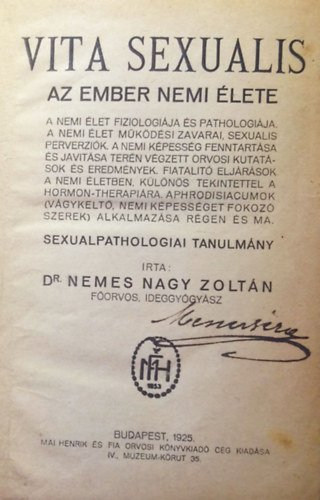 VITA SEXUALIS
AZ EMBER NEMI ÉLETE
A NEMI ÉLET FIZIOLOGIÁJA ÉS PATHOLOGIÁJA.
A NEMI ÉLET MŰKÖDÉSI ZAVARAI, SEXUALIS
PERVERZIÓK. A NEMI KÉPESSÉG FENNTARTÁSA
ÉS JAVITÁSA TERÉN VÉGZETT ORVOSI KUTATÁ-
SOK ÉS EREDMÉNYEK. FIATALITÓ ELJÁRÁSOK
A NEMI ÉLETBEN, KÜLÖNÖS TEKINTETTEL A
HORMON-THERAPIÁRA, APHRODISIACUMOK
(VÁGYKELTŐ, NEMI KÉPESSÉGET FOKOZÓ
SZEREK) ALKALMAZÁSA RÉGEN ÉS MA.
SEXUALPATHOLOGIAI TANULMÁNY
IRTA:
DR. NEMES NAGY ZOLTÁN
FŐORVOS, IDEGGYÓGYÁSZ
1853
BUDAPEST, 1925.
MAI HENRIK ÉS FIA ORVOSI KÖNYVKIADÓ CÉG KIADÁSA
IV., MUZEUM-KÖRUT 35.